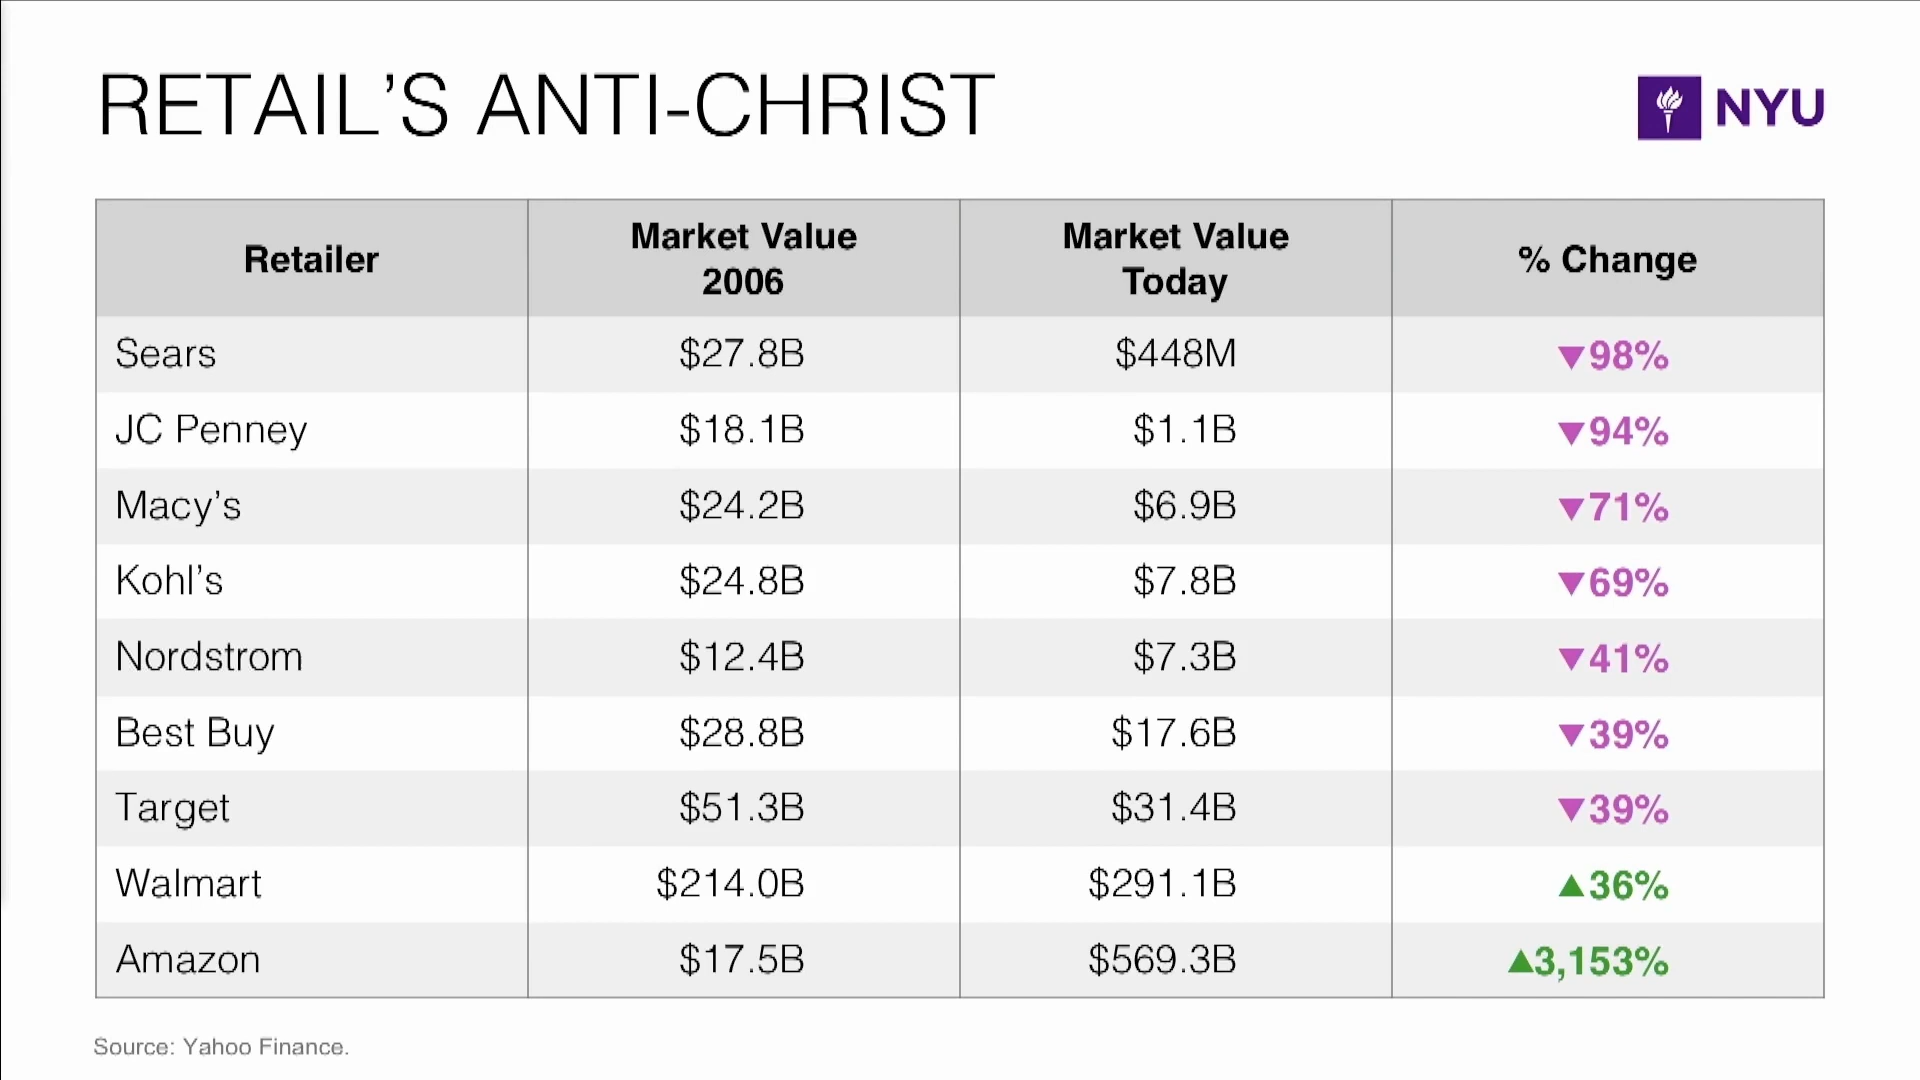 RETAIL'S ANTI-CHRIST
NYU
Retailer Market Value 2006 Market Value Today % Change
Sears $27.8B $448M ▼98%
JC Penney $18.1B $1.1B ▼94%
Macy's $24.2B $6.9B ▼71%
Kohl's $24.8B $7.8B ▼69%
Nordstrom $12.4B $7.3B ▼41%
Best Buy $28.8B $17.6B ▼39%
Target $51.3B $31.4B ▼39%
Walmart $214.0B $291.1B ▲36%
Amazon $17.5B $569.3B ▲3,153%
Source: Yahoo Finance.